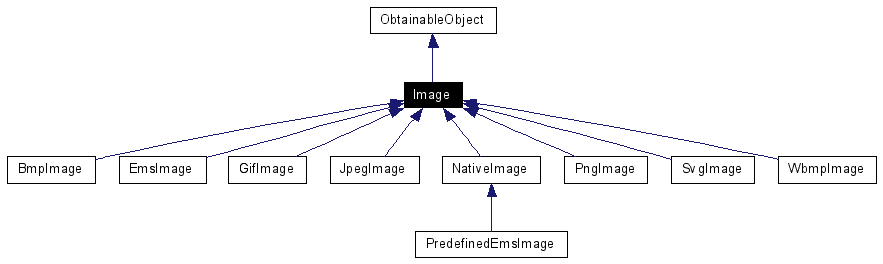 ObtainableObject
Image
BmpImage
EmsImage
GifImage
JpegImage
NativeImage
PngImage
SvgImage
WbmpImage
PredefinedEmsImage